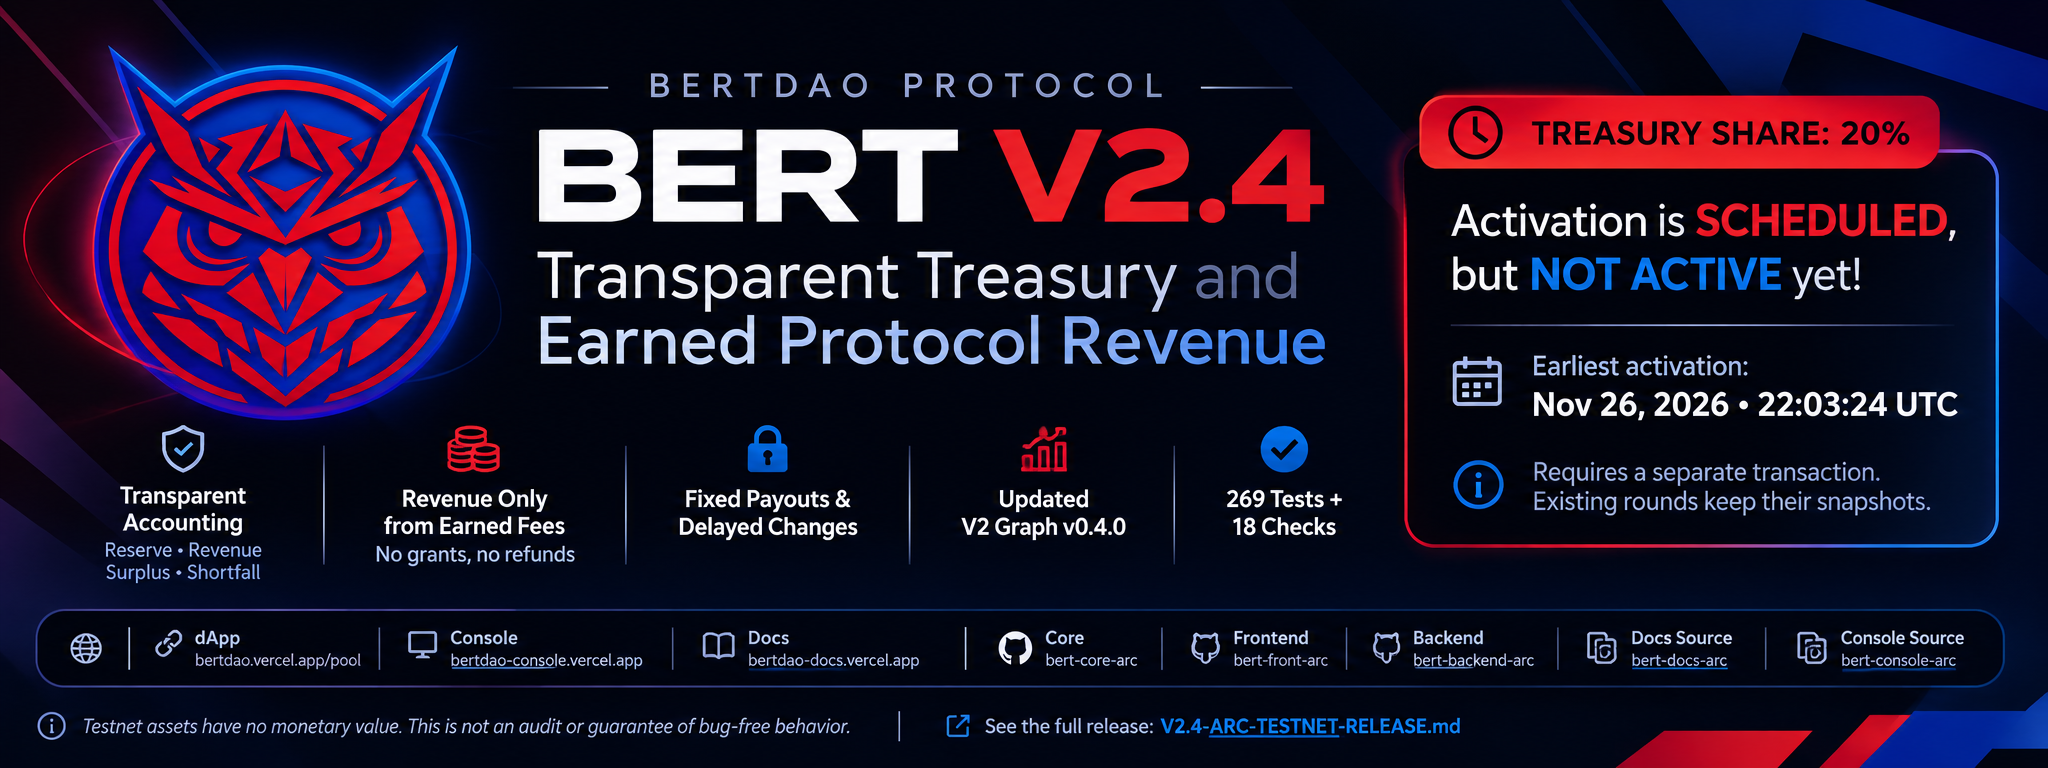 BERTDAO PROTOCOL
BERT V2.4
Transparent Treasury and
Earned Protocol Revenue
TREASURY SHARE: 20%
Activation is SCHEDULED,
but NOT ACTIVE yet!
Earliest activation:
Nov 26, 2026 • 22:03:24 UTC
Requires a separate transaction.
Existing rounds keep their snapshots.
Transparent
Accounting
Reserve • Revenue
Surplus • Shortfall
Revenue Only
from Earned Fees
No grants, no refunds
Fixed Payouts &
Delayed Changes
Updated
V2 Graph v0.4.0
269 Tests +
18 Checks
dApp
bertdao.vercel.app/pool
Console
bertdao-console.vercel.app
Docs
bertdao-docs.vercel.app
Core
bert-core-arc
Frontend
bert-front-arc
Backend
bert-backend-arc
Docs Source
bert-docs-arc
Console Source
bert-console-arc
Testnet assets have no monetary value. This is not an audit or guarantee of bug-free behavior.
See the full release: V2.4-ARC-TESTNET-RELEASE.md